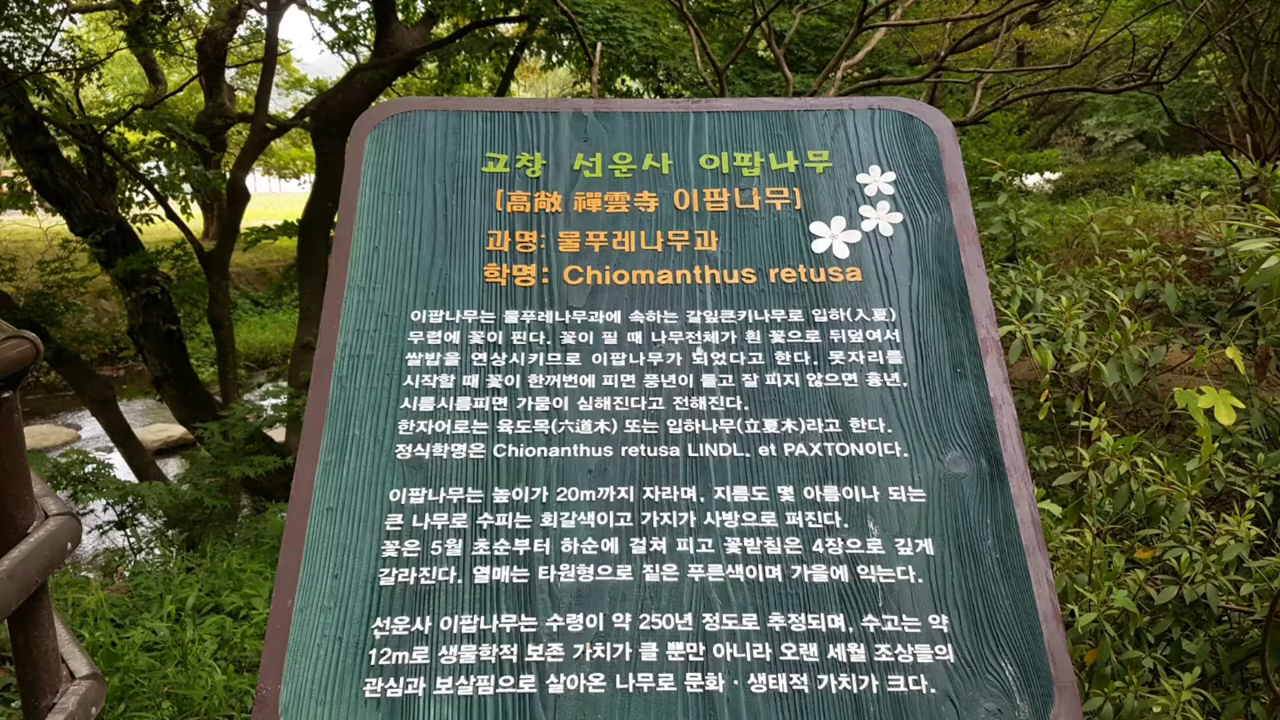 고창 선운사 이팝나무
(高敞 禪雲寺 이팝나무)
과명: 물푸레나무과
학명: Chiomanthus retusa
이팝나무는 물푸레나무과에 속하는 갈잎큰키나무로 입하(入夏)
무렵에 꽃이 핀다. 꽃이 필 때 나무전체가 흰 꽃으로 뒤덮여서
쌀밥을 연상시키므로 이팝나무가 되었다고 한다. 못자리를
시작할 때 꽃이 한꺼번에 피면 풍년이 들고 잘 피지 않으면 흉년,
시름시름피면 가뭄이 심해진다고 전해진다.
한자어로는 육도목(六道木) 또는 입하나무(立夏木)라고 한다.
정식학명은 Chionanthus retusa LINDL. et PAXTON이다.
이팝나무는 높이가 20m까지 자라며, 지름도 몇 아름이나 되는
큰 나무로 수피는 회갈색이고 가지가 사방으로 퍼진다.
꽃은 5월 초순부터 하순에 걸쳐 피고 꽃받침은 4장으로 깊게
갈라진다. 열매는 타원형으로 짙은 푸른색이며 가을에 익는다.
선운사 이팝나무는 수령이 약 250년 정도로 추정되며, 수고는 약
12m로 생물학적 보존 가치가 클 뿐만 아니라 오랜 세월 조상들의
관심과 보살핌으로 살아온 나무로 문화 · 생태적 가치가 크다.